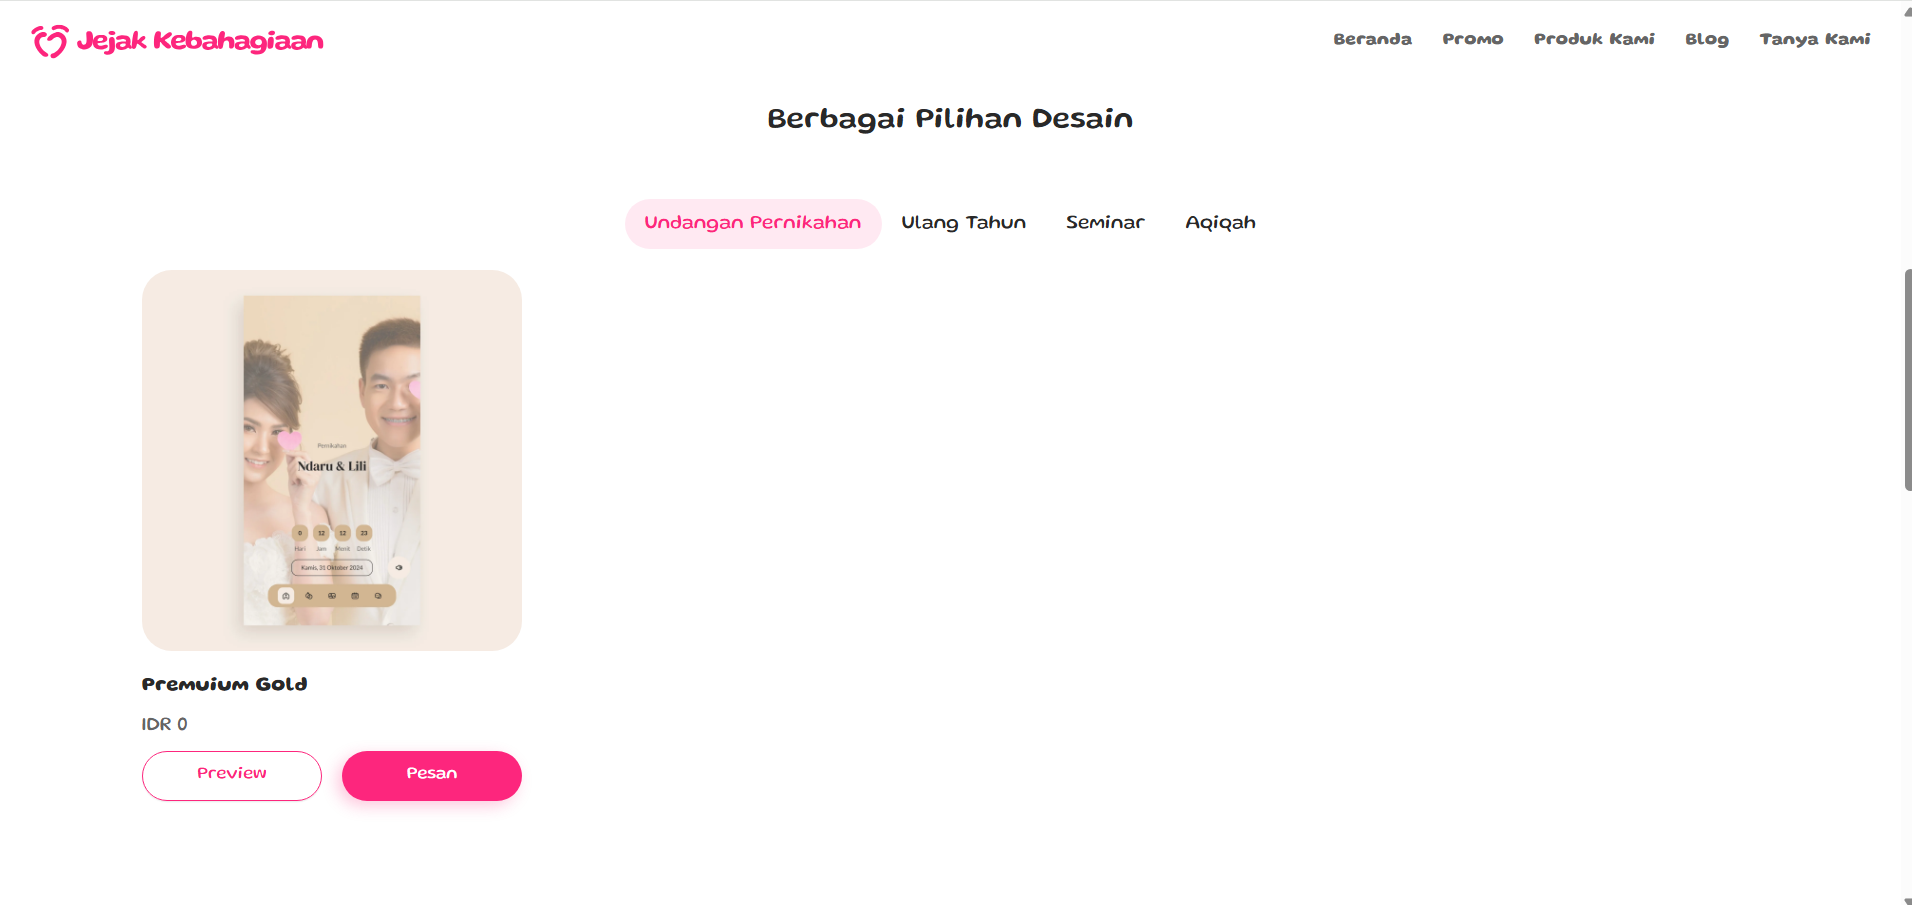 Jejak Kebahagiaan
Beranda Promo Produk Kami Blog Tanya Kami
Berbagai Pilihan Desain
Undangan Pernikahan Ulang Tahun Seminar Aqiqah
Pernikahan
Ndaru & Lili
0 12 12 23
Hari Jam Menit Detik
Kamis, 31 Oktober 2024
Premuium Gold
IDR 0
Preview Pesan